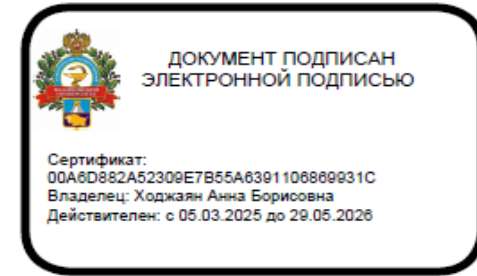 ДОКУМЕНТ ПОДПИСАН
ЭЛЕКТРОННОЙ ПОДПИСЬЮ
Сертификат:
00A6D882A52309E7B55A6391106869931C
Владелец: Ходжаян Анна Борисовна
Действителен: с 05.03.2025 до 29.05.2026